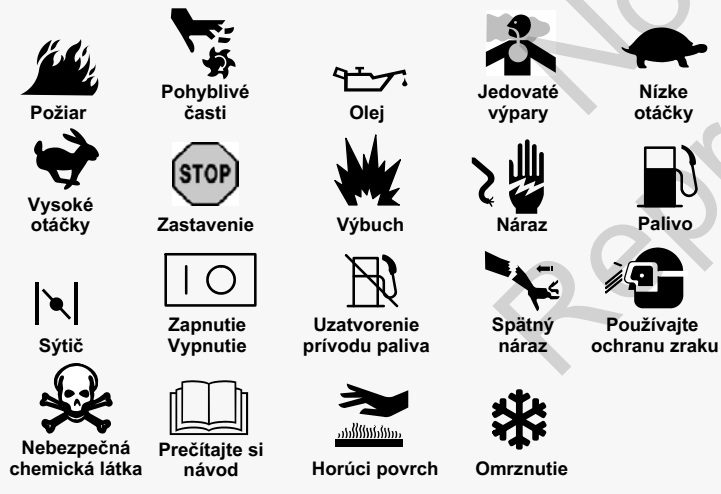 Požiar
Pohyblivé
časti
Olej
Jedovaté
výpary
Nízke
otáčky
Vysoké
otáčky
STOP
Zastavenie
Výbuch
Náraz
Palivo
Sýtič
Zapnutie
Vypnutie
Uzatvorenie
prívodu paliva
Spätný
náraz
Používajte
ochranu zraku
Nebezpečná
chemická látka
Prečítajte si
návod
Horúci povrch
Omrznutie